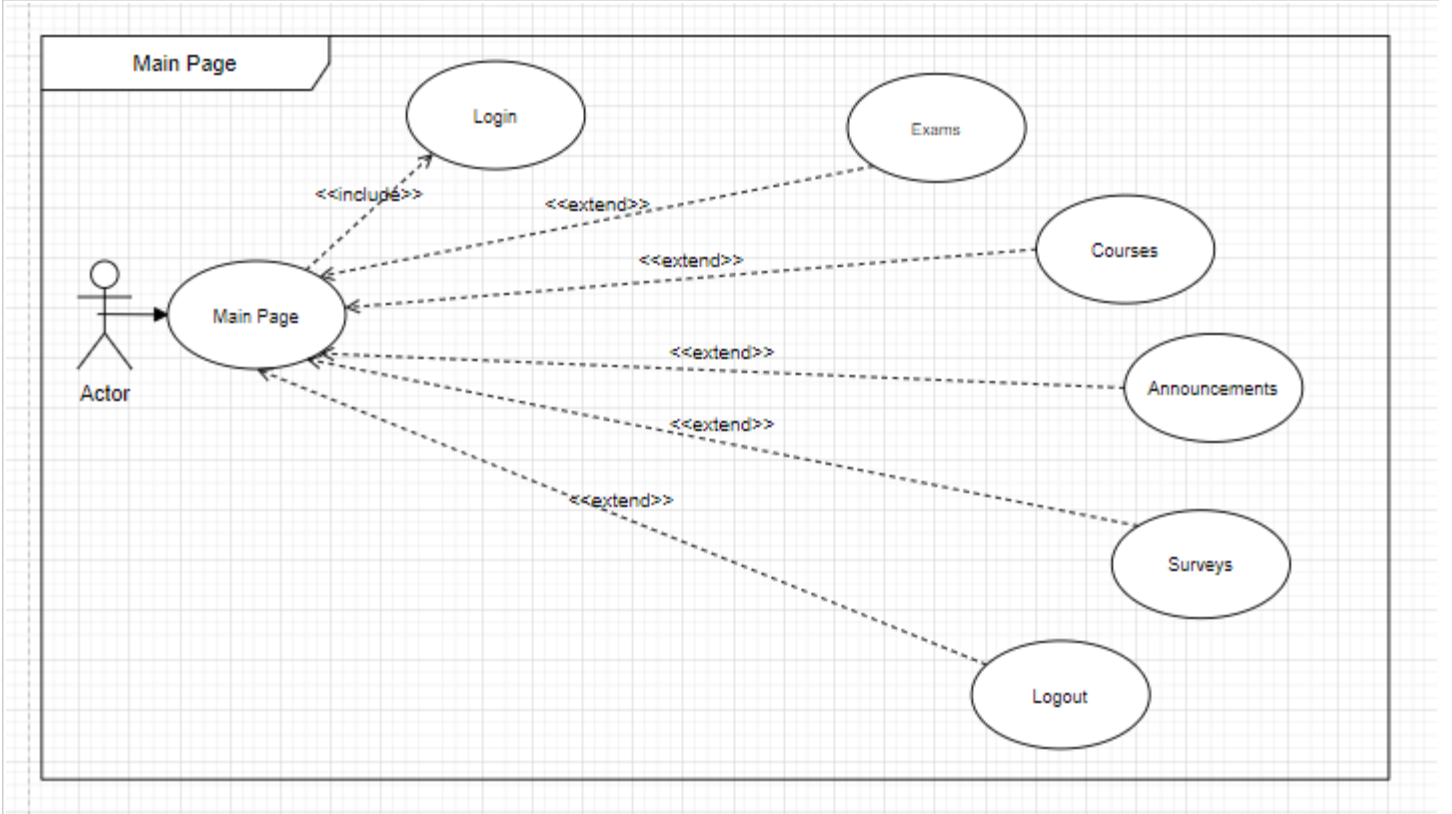 Main Page
Login
Exams
<<include>>
<<extend>>
Courses
<<extend>>
Main Page
<<extend>>
Actor
Announcements
<<extend>>
<<extend>>
Surveys
Logout